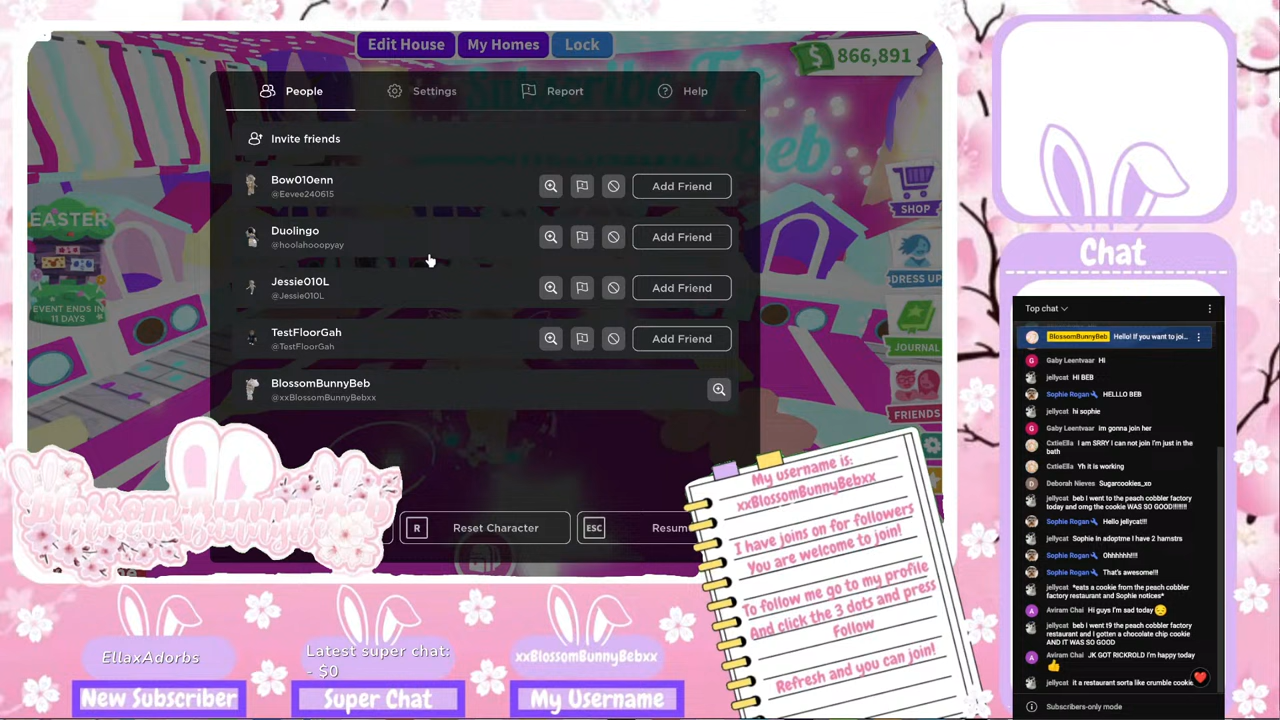 Edit House
My Homes
Lock
866,891
People
Settings
Report
Help
Invite friends
Bow010enn
@Eevee240615
Add Friend
Duolingo
@hoolahooopyay
Add Friend
Jessie010L
@Jessie010L
Add Friend
TestFloorGah
@TestFloorGah
Add Friend
BlossomBunnyBeb
@xxBlossomBunnyBebxx
R
Reset Character
ESC
Resum
Subscribe To
Beb
EASTER
EVENT ENDS IN
11 DAYS
SHOP
DRESS UP
JOURNAL
FRIENDS
My username is:
xxBlossomBunnyBebxx
I have joins on for followers
You are welcome to join!
To follow me go to my profile
And click the 3 dots and press
Follow
Refresh and you can join!
EllaxAdorbs
New Subscriber
Latest super chat:
- $0
Super Chat
xxBlossomBunnyBebxx
My Username
Chat
Top chat
BlossomBunnyBeb Hello! If you want to joi...
G Gaby Leentvaar Hi
jellycat HI BEB
Sophie Rogan HELLLO BEB
jellycat hi sophie
G Gaby Leentvaar im gonna join her
CxtieElla I am SRRY I can not join I'm just in the
bath
CxtieElla Yh it is working
D Deborah Nieves Sugarcookies_xo
jellycat beb I went to the peach cobbler factory
today and omg the cookie WAS SO GOOD!!!!!!!!
Sophie Rogan Hello jellycat!!!
jellycat Sophie In adoptme I have 2 hamstrs
Sophie Rogan Ohhhhhh!!!!
Sophie Rogan That's awesome!!!
jellycat *eats a cookie from the peach cobbler
factory restaurant and Sophie notices*
A Aviram Chai Hi guys I'm sad today 😔
jellycat beb I went t9 the peach cobbler factory
restaurant and I gotten a chocolate chip cookie
AND IT WAS SO GOOD
A Aviram Chai JK GOT RICKROLD I'm happy today
👍
jellycat it a restaurant sorta like crumble cookie
Subscribers-only mode